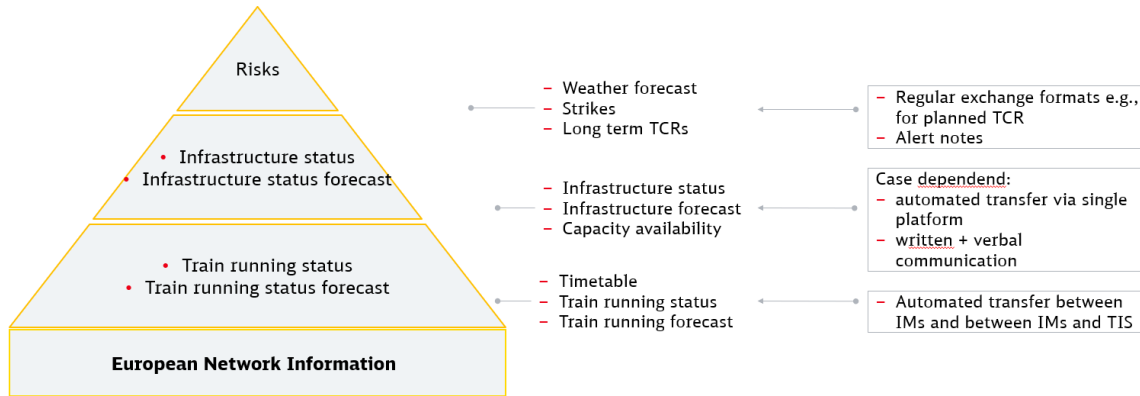 Risks
– Weather forecast
– Strikes
– Long term TCRs
– Regular exchange formats e.g.,
for planned TCR
– Alert notes
• Infrastructure status
• Infrastructure status forecast
– Infrastructure status
– Infrastructure forecast
– Capacity availability
Case dependend:
– automated transfer via single
platform
– written + verbal
communication
• Train running status
• Train running status forecast
– Timetable
– Train running status
– Train running forecast
– Automated transfer between
IMs and between IMs and TIS
European Network Information